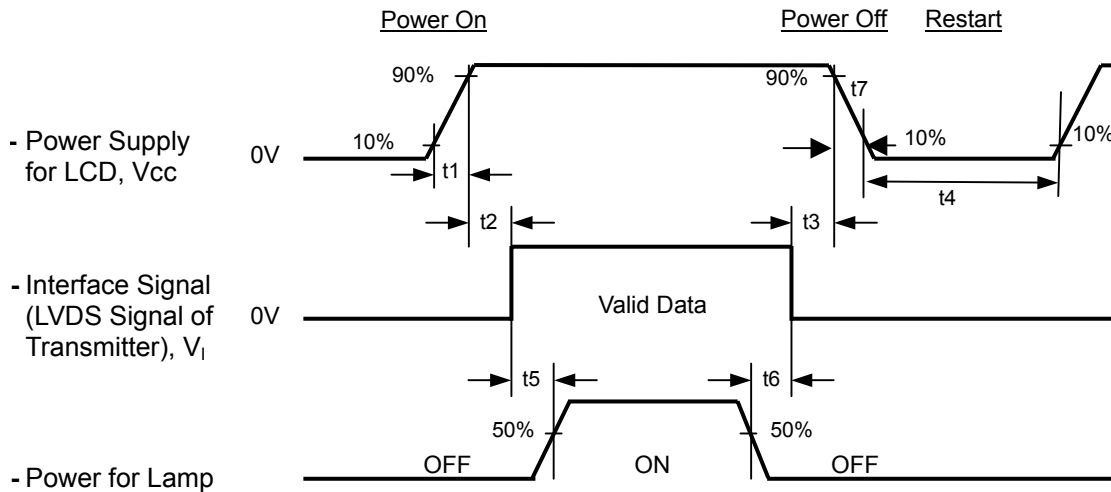 Power On
Power Off
Restart
90%
90%
t7
- Power Supply
for LCD, Vcc
0V
10%
10%
10%
t1
t4
t2
t3
- Interface Signal
(LVDS Signal of
Transmitter), VI
0V
Valid Data
t5
t6
50%
50%
- Power for Lamp
OFF
ON
OFF